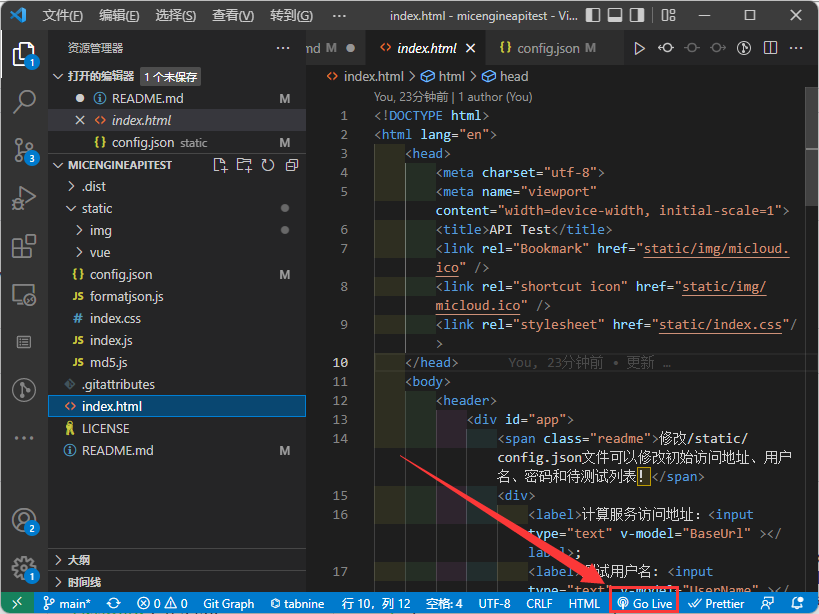 文件(F) 编辑(E) 选择(S) 查看(V) 转到(G) ··· index.html - micengineapitest - Vi...
资源管理器 ···
打开的编辑器 1 个未保存
README.md M
index.html
config.json static M
MICENGINEAPITEST
.dist
static
img
vue
{} config.json M
JS formatjson.js
# index.css
JS index.js
JS md5.js
.gitattributes
<> index.html
LICENSE
README.md M
大纲
时间线
1
3
2
1
md M ● <> index.html × {} config.json M
<> index.html > html > head
You, 23分钟前 | 1 author (You)
1 <!DOCTYPE html>
2 <html lang="en">
3 <head>
4 <meta charset="utf-8">
5 <meta name="viewport"
content="width=device-width, initial-scale=1">
6 <title>API Test</title>
7 <link rel="Bookmark" href="static/img/micloud.
ico" />
8 <link rel="shortcut icon" href="static/img/
micloud.ico" />
9 <link rel="stylesheet" href="static/index.css"/
>
10 </head> You, 23分钟前 • 更新 …
11 <body>
12 <header>
13 <div id="app">
14 <span class="readme">修改/static/
config.json文件可以修改初始访问地址、用户
名、密码和待测试列表！</span>
15 <div>
16 <label>计算服务访问地址: <input
type="text" v-model="BaseUrl" ></
label>;
17 <label>测试用户名: <input
type="text" v-model="UserName" ></
main* 0 0 Git Graph tabnine 行 10, 列 12 空格: 4 UTF-8 CRLF HTML Go Live Prettier